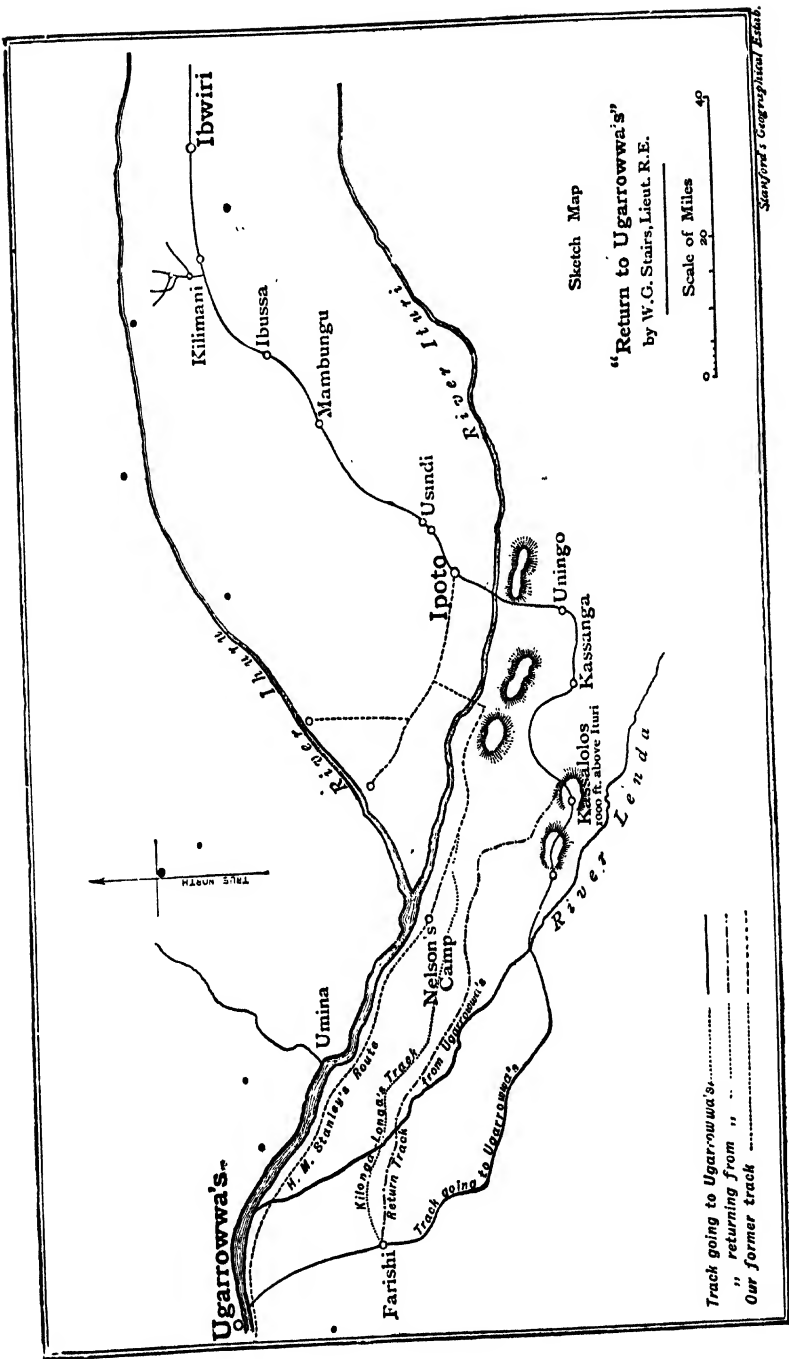 Ibwiri
Kilimani
Ibussa
Mambungu
Usindi
Ipoto
River Ihuru
River Ituri
Uningo
Kassanga
Kassalolos
1000 ft. above Ituri
River Lenda
TRUE NORTH
Umina
Nelson's
Camp
Ugarrowwa's
H. M. Stanley's Route
Kilonga-Longa's Track
Return Track from Ugarrowwa's
Farishi
Track going to Ugarrowwa's
Sketch Map
"Return to Ugarrowwa's"
by W.G. Stairs, Lieut. R.E.
Scale of Miles
0 20 40
Track going to Ugarrowwa's
" returning from "
Our former track
Stanford's Geographical Estab.